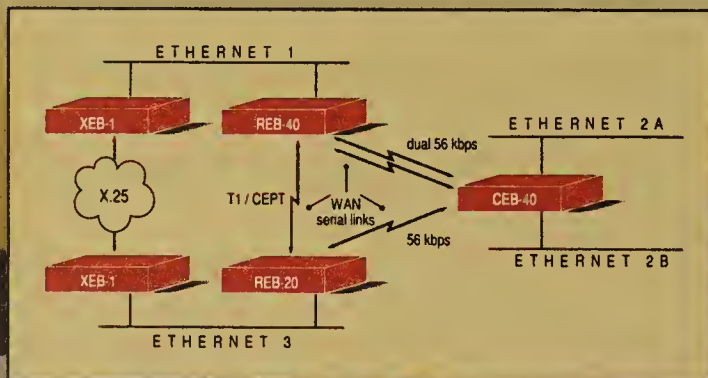 ETHERNET 1
XEB-1
REB-40
dual 56 kbps
ETHERNET 2A
X.25
T1 / CEPT
WAN
serial links
CEB-40
56 kbps
ETHERNET 2B
XEB-1
REB-20
ETHERNET 3